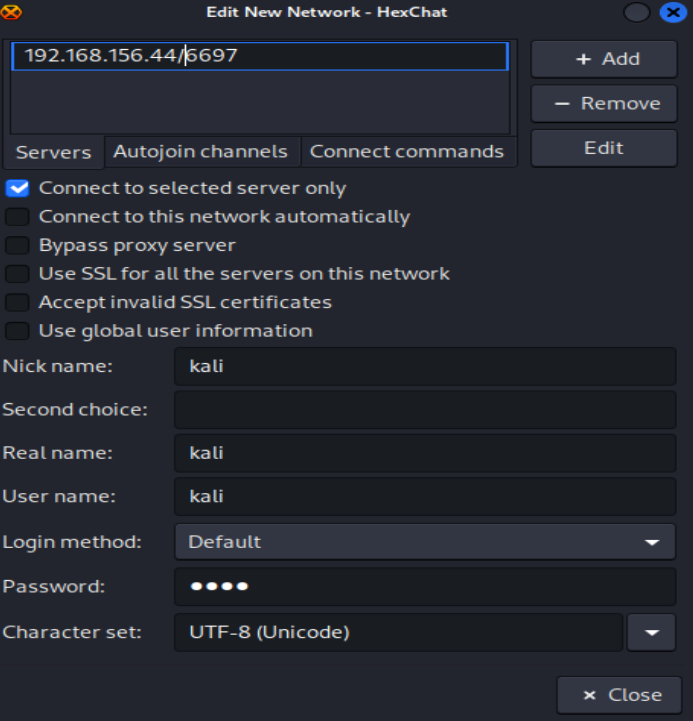 Edit New Network - HexChat
192.168.156.44/6697
+ Add
− Remove
Edit
Servers Autojoin channels Connect commands
Connect to selected server only
Connect to this network automatically
Bypass proxy server
Use SSL for all the servers on this network
Accept invalid SSL certificates
Use global user information
Nick name: kali
Second choice:
Real name: kali
User name: kali
Login method: Default
Password: ●●●●
Character set: UTF-8 (Unicode)
× Close